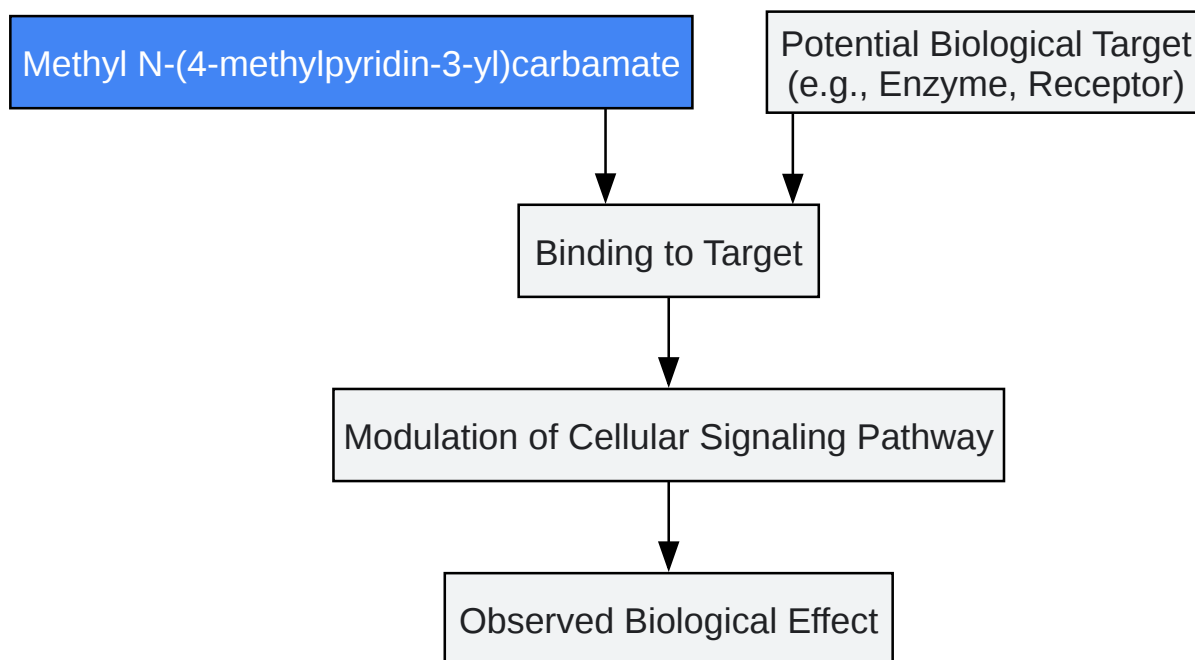 Methyl N-(4-methylpyridin-3-yl)carbamate
Potential Biological Target
(e.g., Enzyme, Receptor)
Binding to Target
Modulation of Cellular Signaling Pathway
Observed Biological Effect